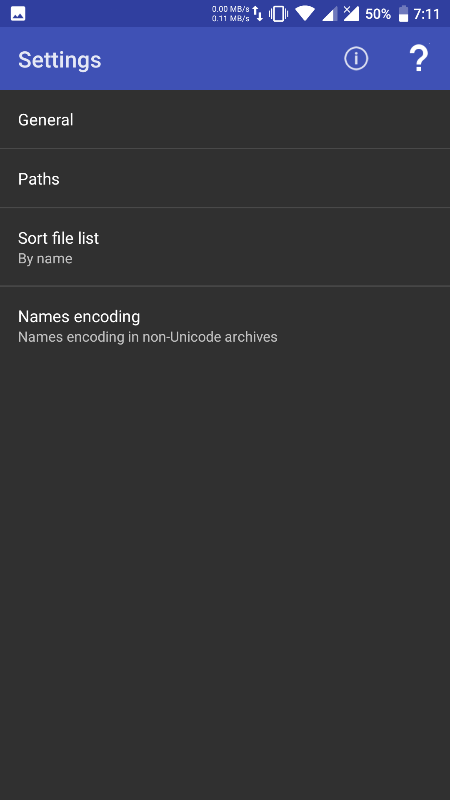 0.00 MB/s
0.11 MB/s
50%
7:11
Settings
General
Paths
Sort file list
By name
Names encoding
Names encoding in non-Unicode archives